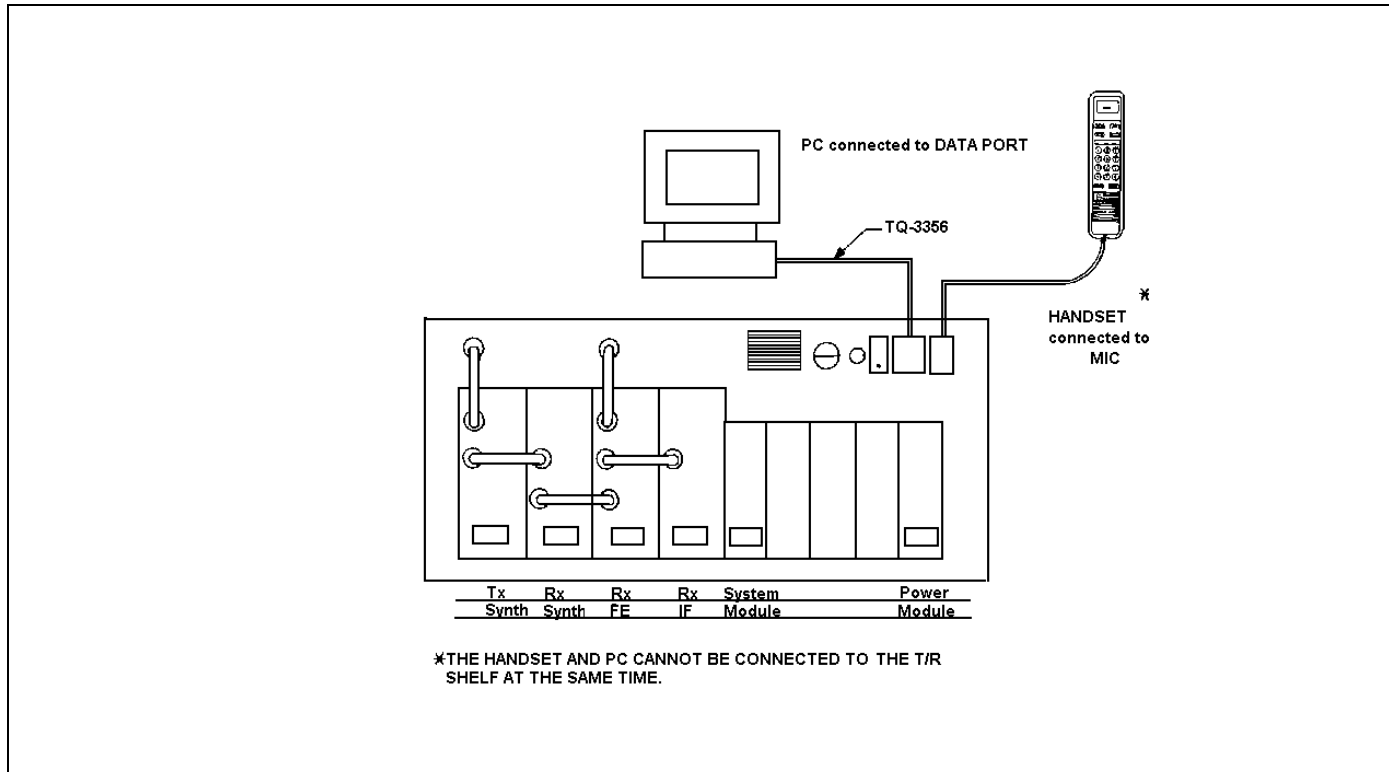 PC connected to DATA PORT
TQ-3356
*
HANDSET
connected to
MIC
Tx Rx Rx Rx System Power
Synth Synth FE IF Module Module
*THE HANDSET AND PC CANNOT BE CONNECTED TO THE T/R
SHELF AT THE SAME TIME.